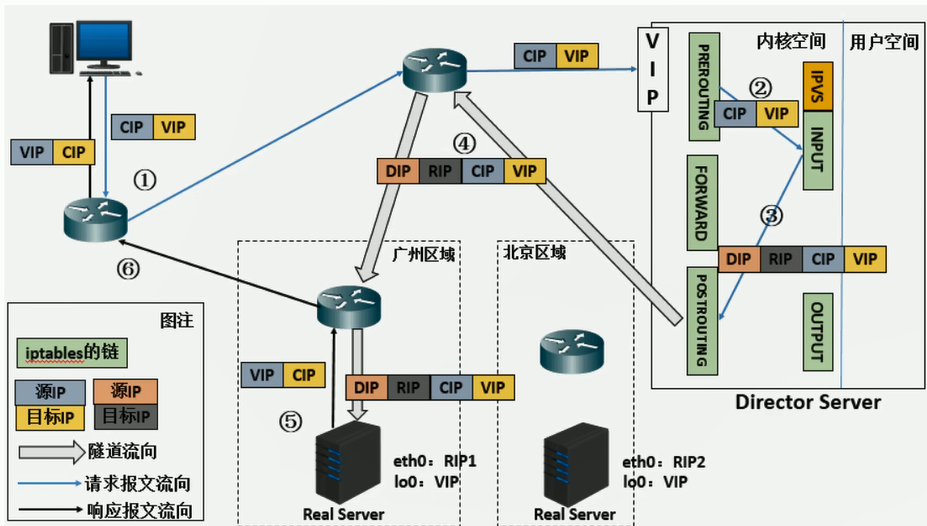 CIP VIP
VIP CIP
①
CIP VIP
VIP
内核空间
用户空间
PREROUTING
②
IPVS
CIP VIP
INPUT
④
DIP RIP CIP VIP
FORWARD
③
DIP RIP CIP VIP
POSTROUTING
OUTPUT
Director Server
⑥
广州区域
北京区域
VIP CIP
DIP RIP CIP VIP
⑤
eth0：RIP1
lo0：VIP
Real Server
eth0：RIP2
lo0：VIP
Real Server
图注
iptables的链
源IP 源IP
目标IP 目标IP
隧道流向
请求报文流向
响应报文流向